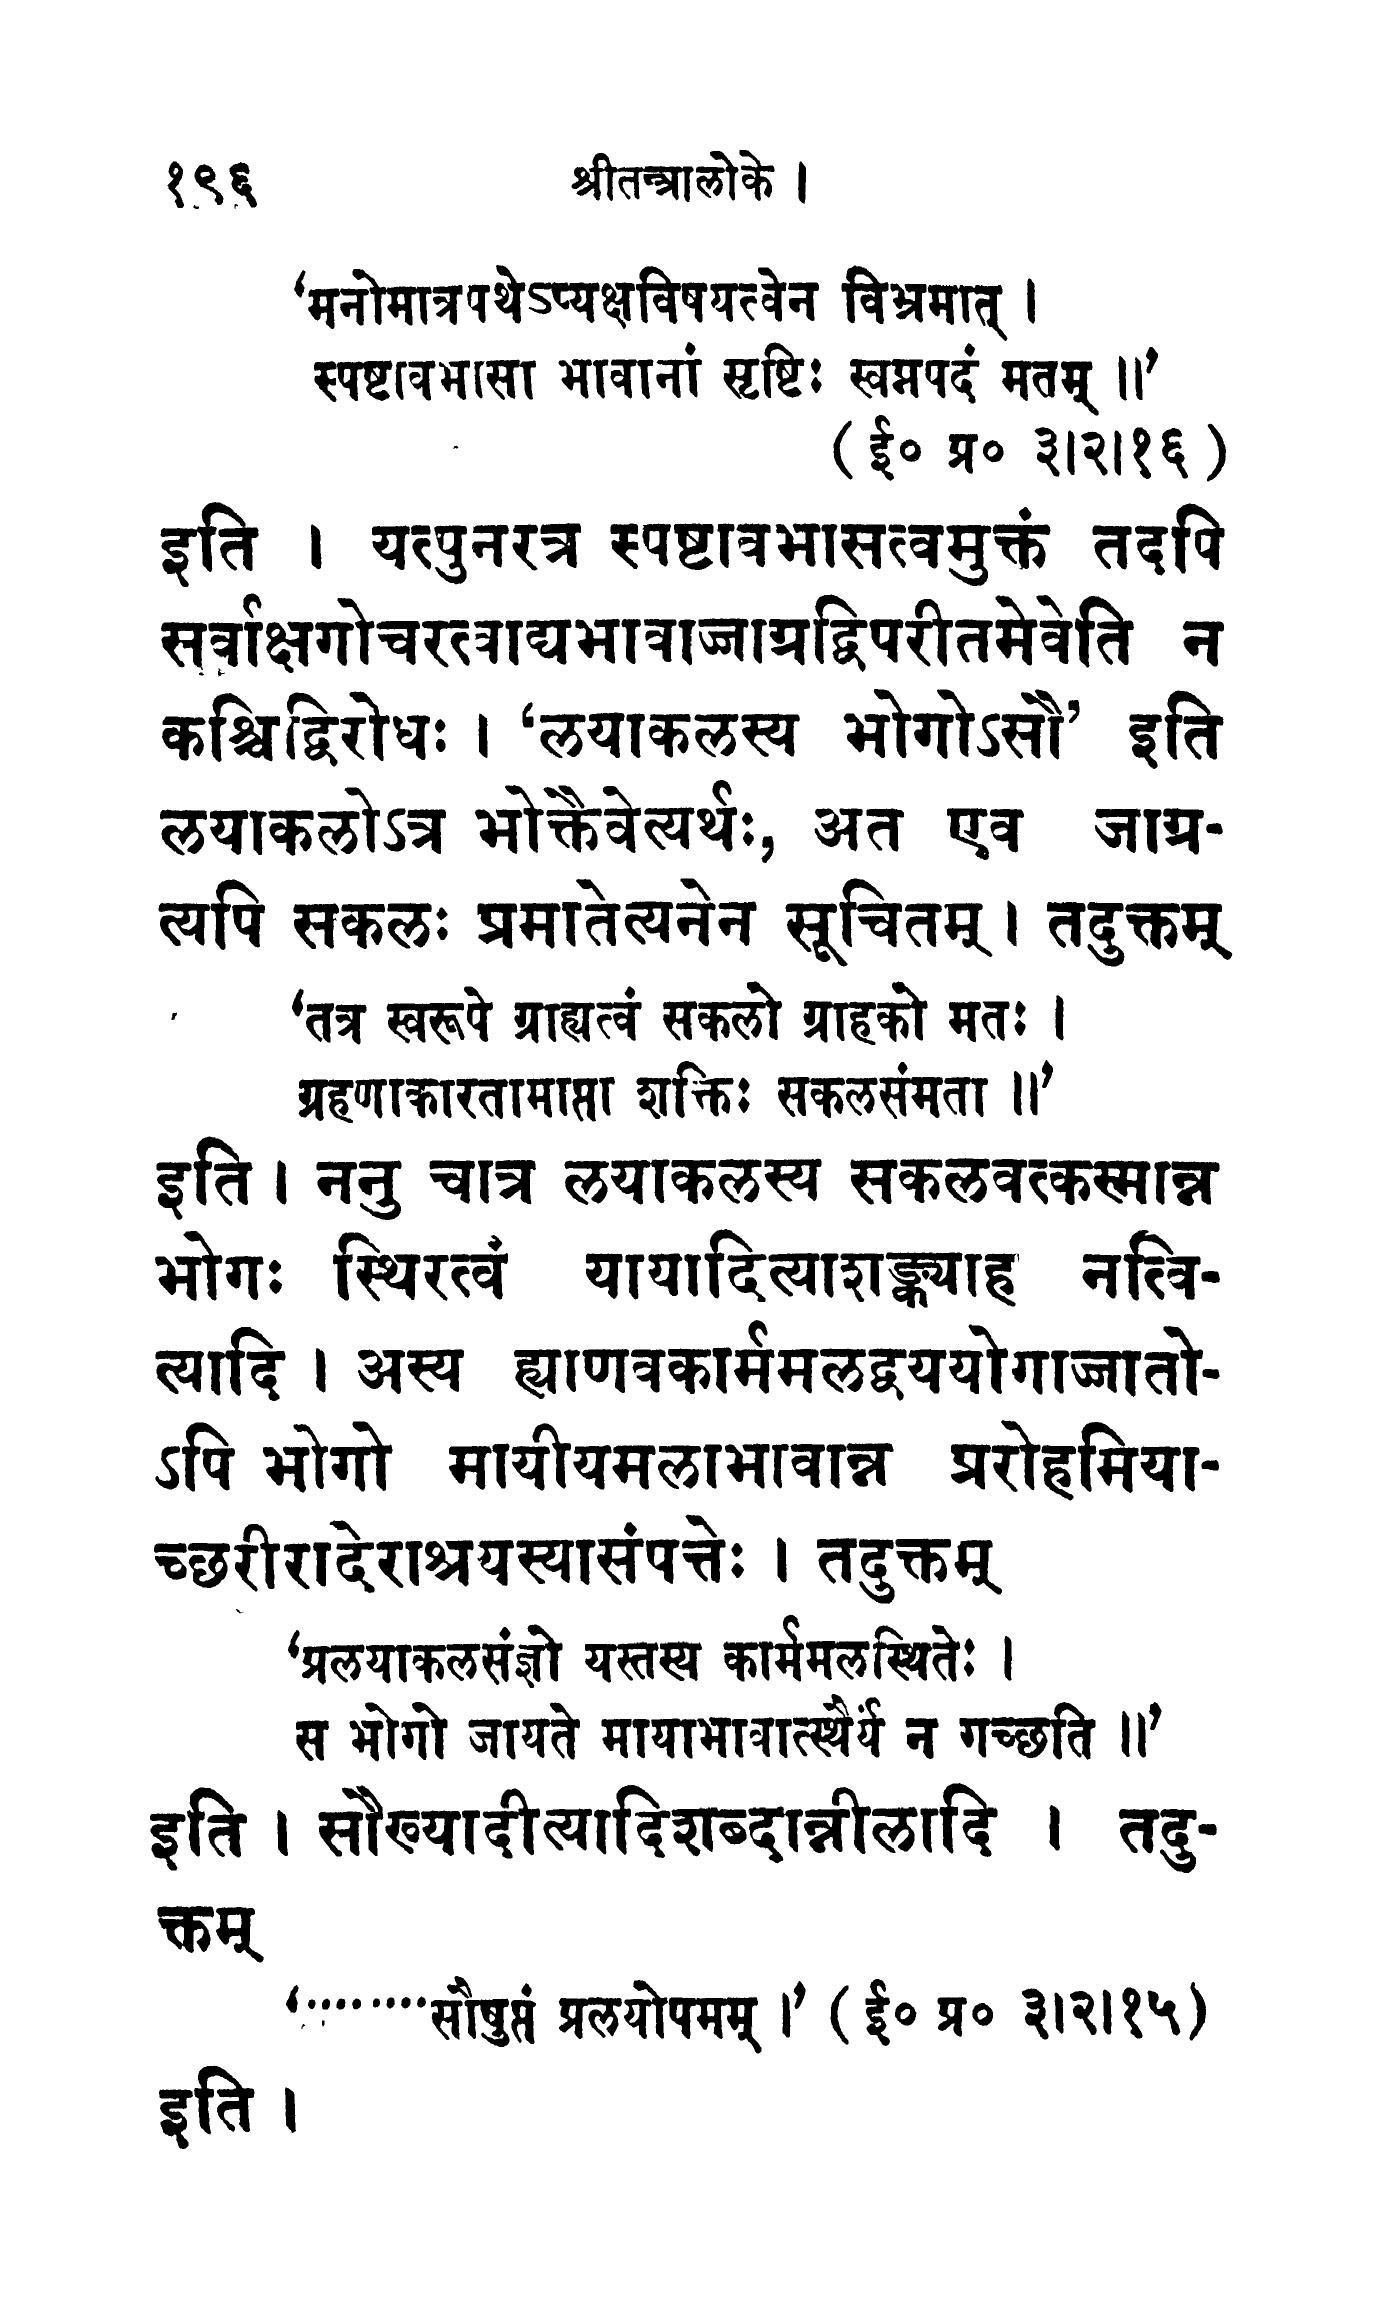 १९६ श्रीतन्त्रालोके ।
‘मनोमात्रपथेऽप्यक्षविषयत्वेन विभ्रमात् ।
स्पष्टावभासा भावानां सृष्टिः स्वप्नपदं मतम् ॥’
( ई० प्र० ३।२।१६ )
इति । यत्पुनरत्र स्पष्टावभासत्वमुक्तं तदपि
सर्वाक्षगोचरत्वाद्यभावाज्जाग्रद्विपरीतमेवेति न
कश्चिद्विरोधः । ‘लयाकलस्य भोगोऽसौ’ इति
लयाकलोऽत्र भोक्तैवेत्यर्थः, अत एव जाग्र-
त्यपि सकलः प्रमातेत्यनेन सूचितम् । तदुक्तम्
‘तत्र स्वरूपे ग्राह्यत्वं सकलो ग्राहको मतः ।
ग्रहणाकारतामाप्ता शक्तिः सकलसंमता ॥’
इति । ननु चात्र लयाकलस्य सकलवत्कस्मान्न
भोगः स्थिरत्वं यायादित्याशङ्क्याह नत्वि-
त्यादि । अस्य ह्याणवकार्ममलद्वययोगाज्जातो-
ऽपि भोगो मायीयमलाभावान्न प्ररोहमिया-
च्छरीरादेराश्रयस्यासंपत्तेः । तदुक्तम्
‘प्रलयाकलसंज्ञो यस्तस्य कार्ममलस्थितेः ।
स भोगो जायते मायाभावात्स्थैर्यं न गच्छति ॥’
इति । सौख्यादीत्यादिशब्दान्नीलादि । तदु-
क्तम्
‘.........सौषुप्तं प्रलयोपमम् ।’ ( ई० प्र० ३।२।१५)
इति ।